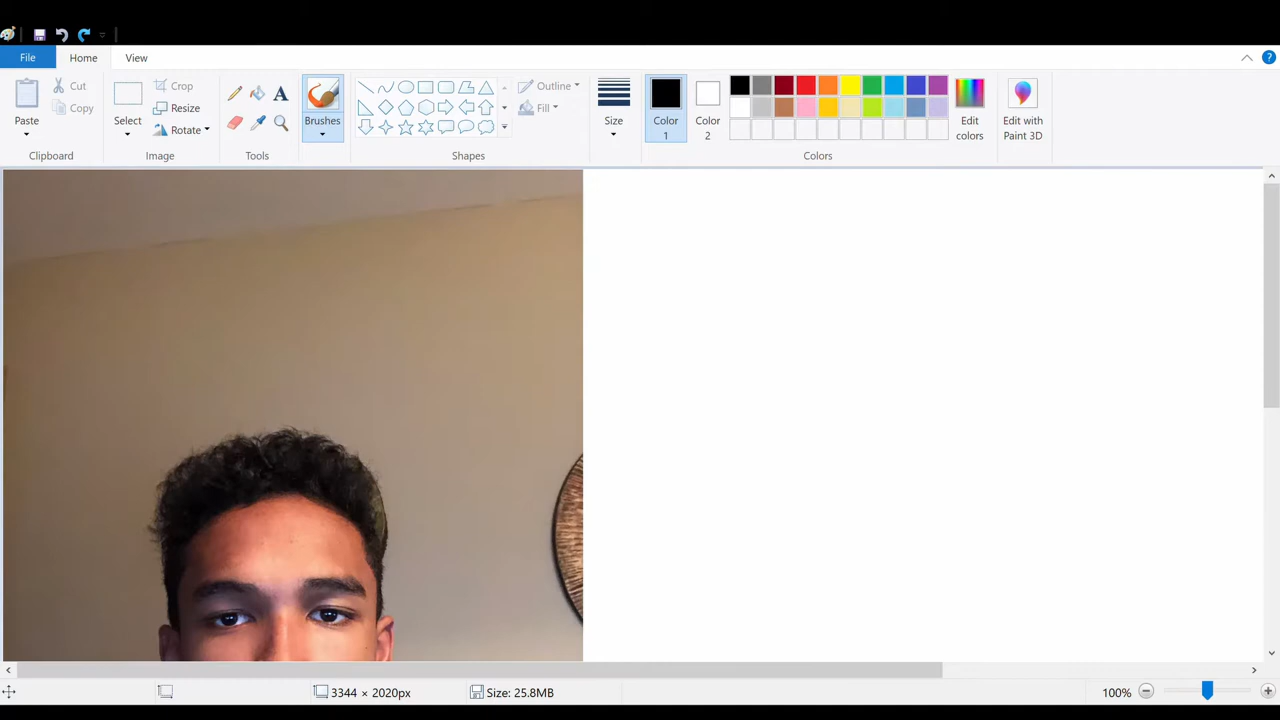 File Home View
Paste
Cut
Copy
Clipboard
Select
Crop
Resize
Rotate
Image
A
Tools
Brushes
Shapes
Outline
Fill
Size
Color 1
Color 2
Edit colors
Colors
Edit with Paint 3D
?
3344 × 2020px
Size: 25.8MB
100%